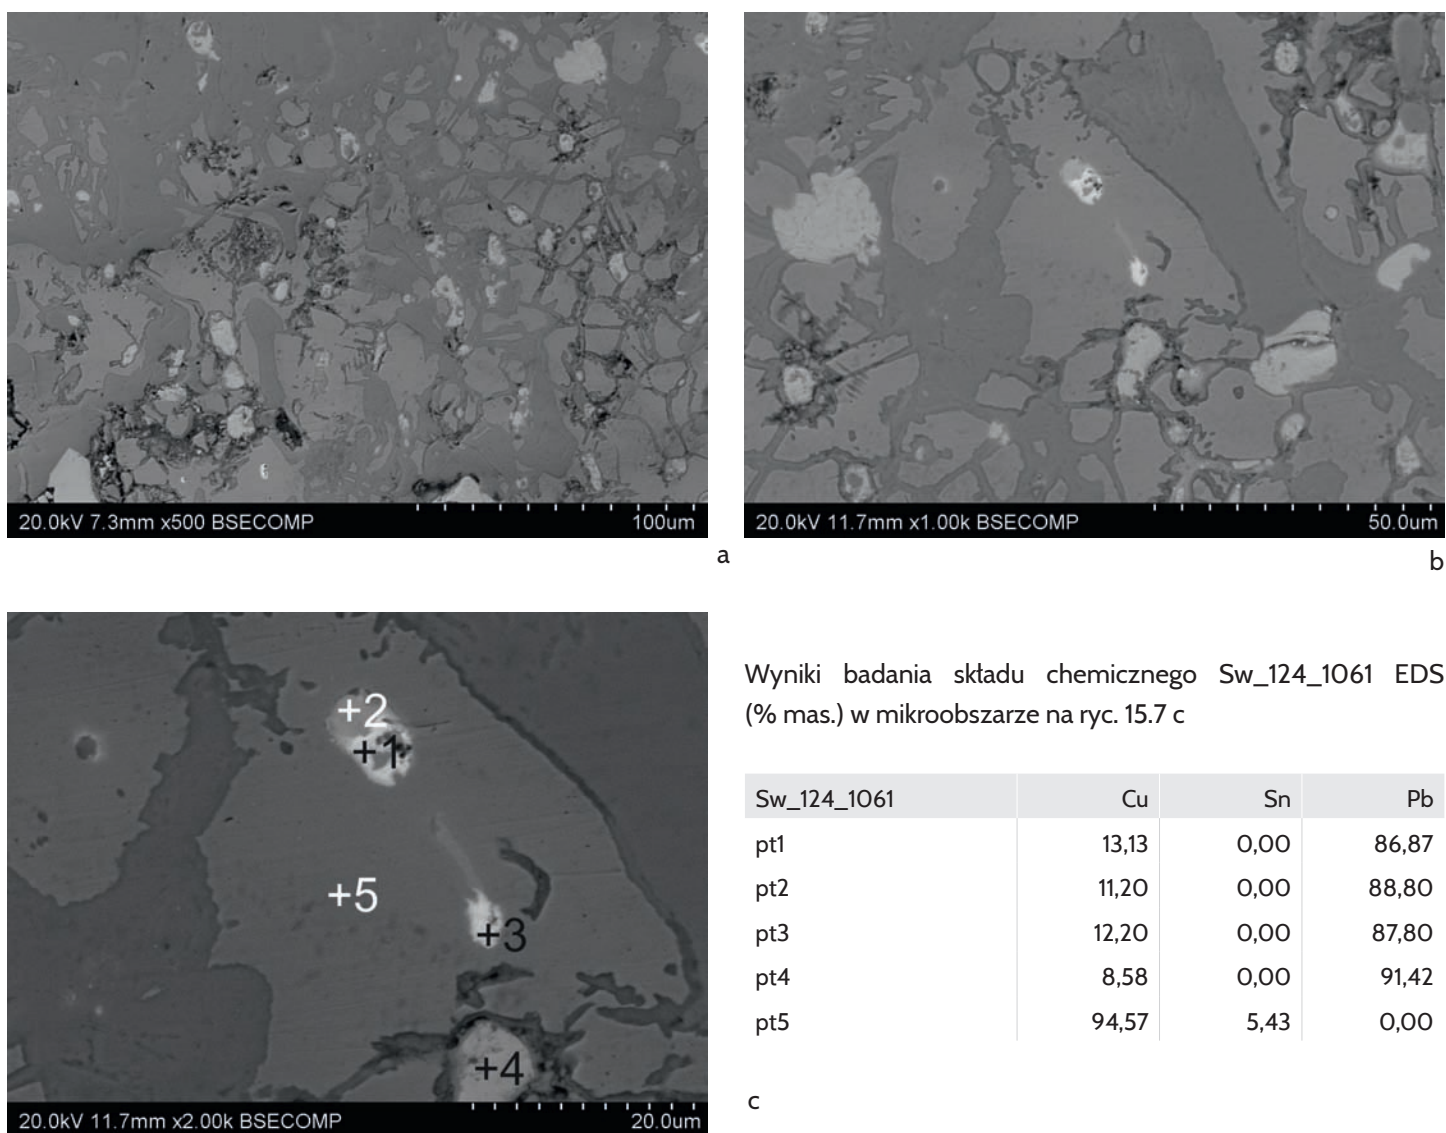 20.0kV 7.3mm x500 BSECOMP 100um
20.0kV 11.7mm x1.00k BSECOMP 50.0um
a
b
+2
+1
+5
+3
+4
20.0kV 11.7mm x2.00k BSECOMP 20.0um
Wyniki badania składu chemicznego Sw_124_1061 EDS
(% mas.) w mikroobszarze na ryc. 15.7 c
Sw_124_1061 Cu Sn Pb
pt1 13,13 0,00 86,87
pt2 11,20 0,00 88,80
pt3 12,20 0,00 87,80
pt4 8,58 0,00 91,42
pt5 94,57 5,43 0,00
c